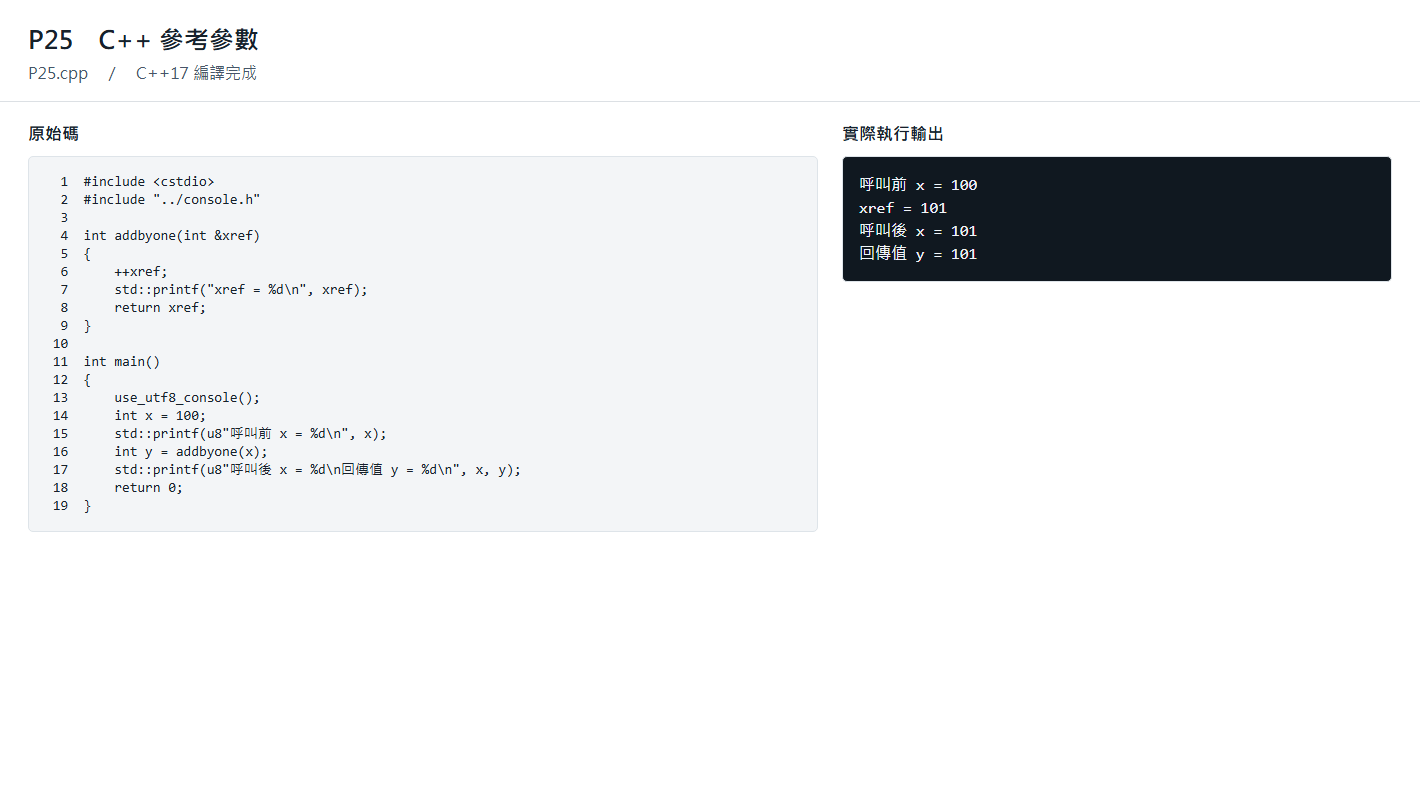 P25 C++ 參考參數
P25.cpp / C++17 編譯完成
原始碼
1 #include <cstdio>
2 #include "../console.h"
3
4 int addbyone(int &xref)
5 {
6     ++xref;
7     std::printf("xref = %d\n", xref);
8     return xref;
9 }
10
11 int main()
12 {
13     use_utf8_console();
14     int x = 100;
15     std::printf(u8"呼叫前 x = %d\n", x);
16     int y = addbyone(x);
17     std::printf(u8"呼叫後 x = %d\n回傳值 y = %d\n", x, y);
18     return 0;
19 }
實際執行輸出
呼叫前 x = 100
xref = 101
呼叫後 x = 101
回傳值 y = 101